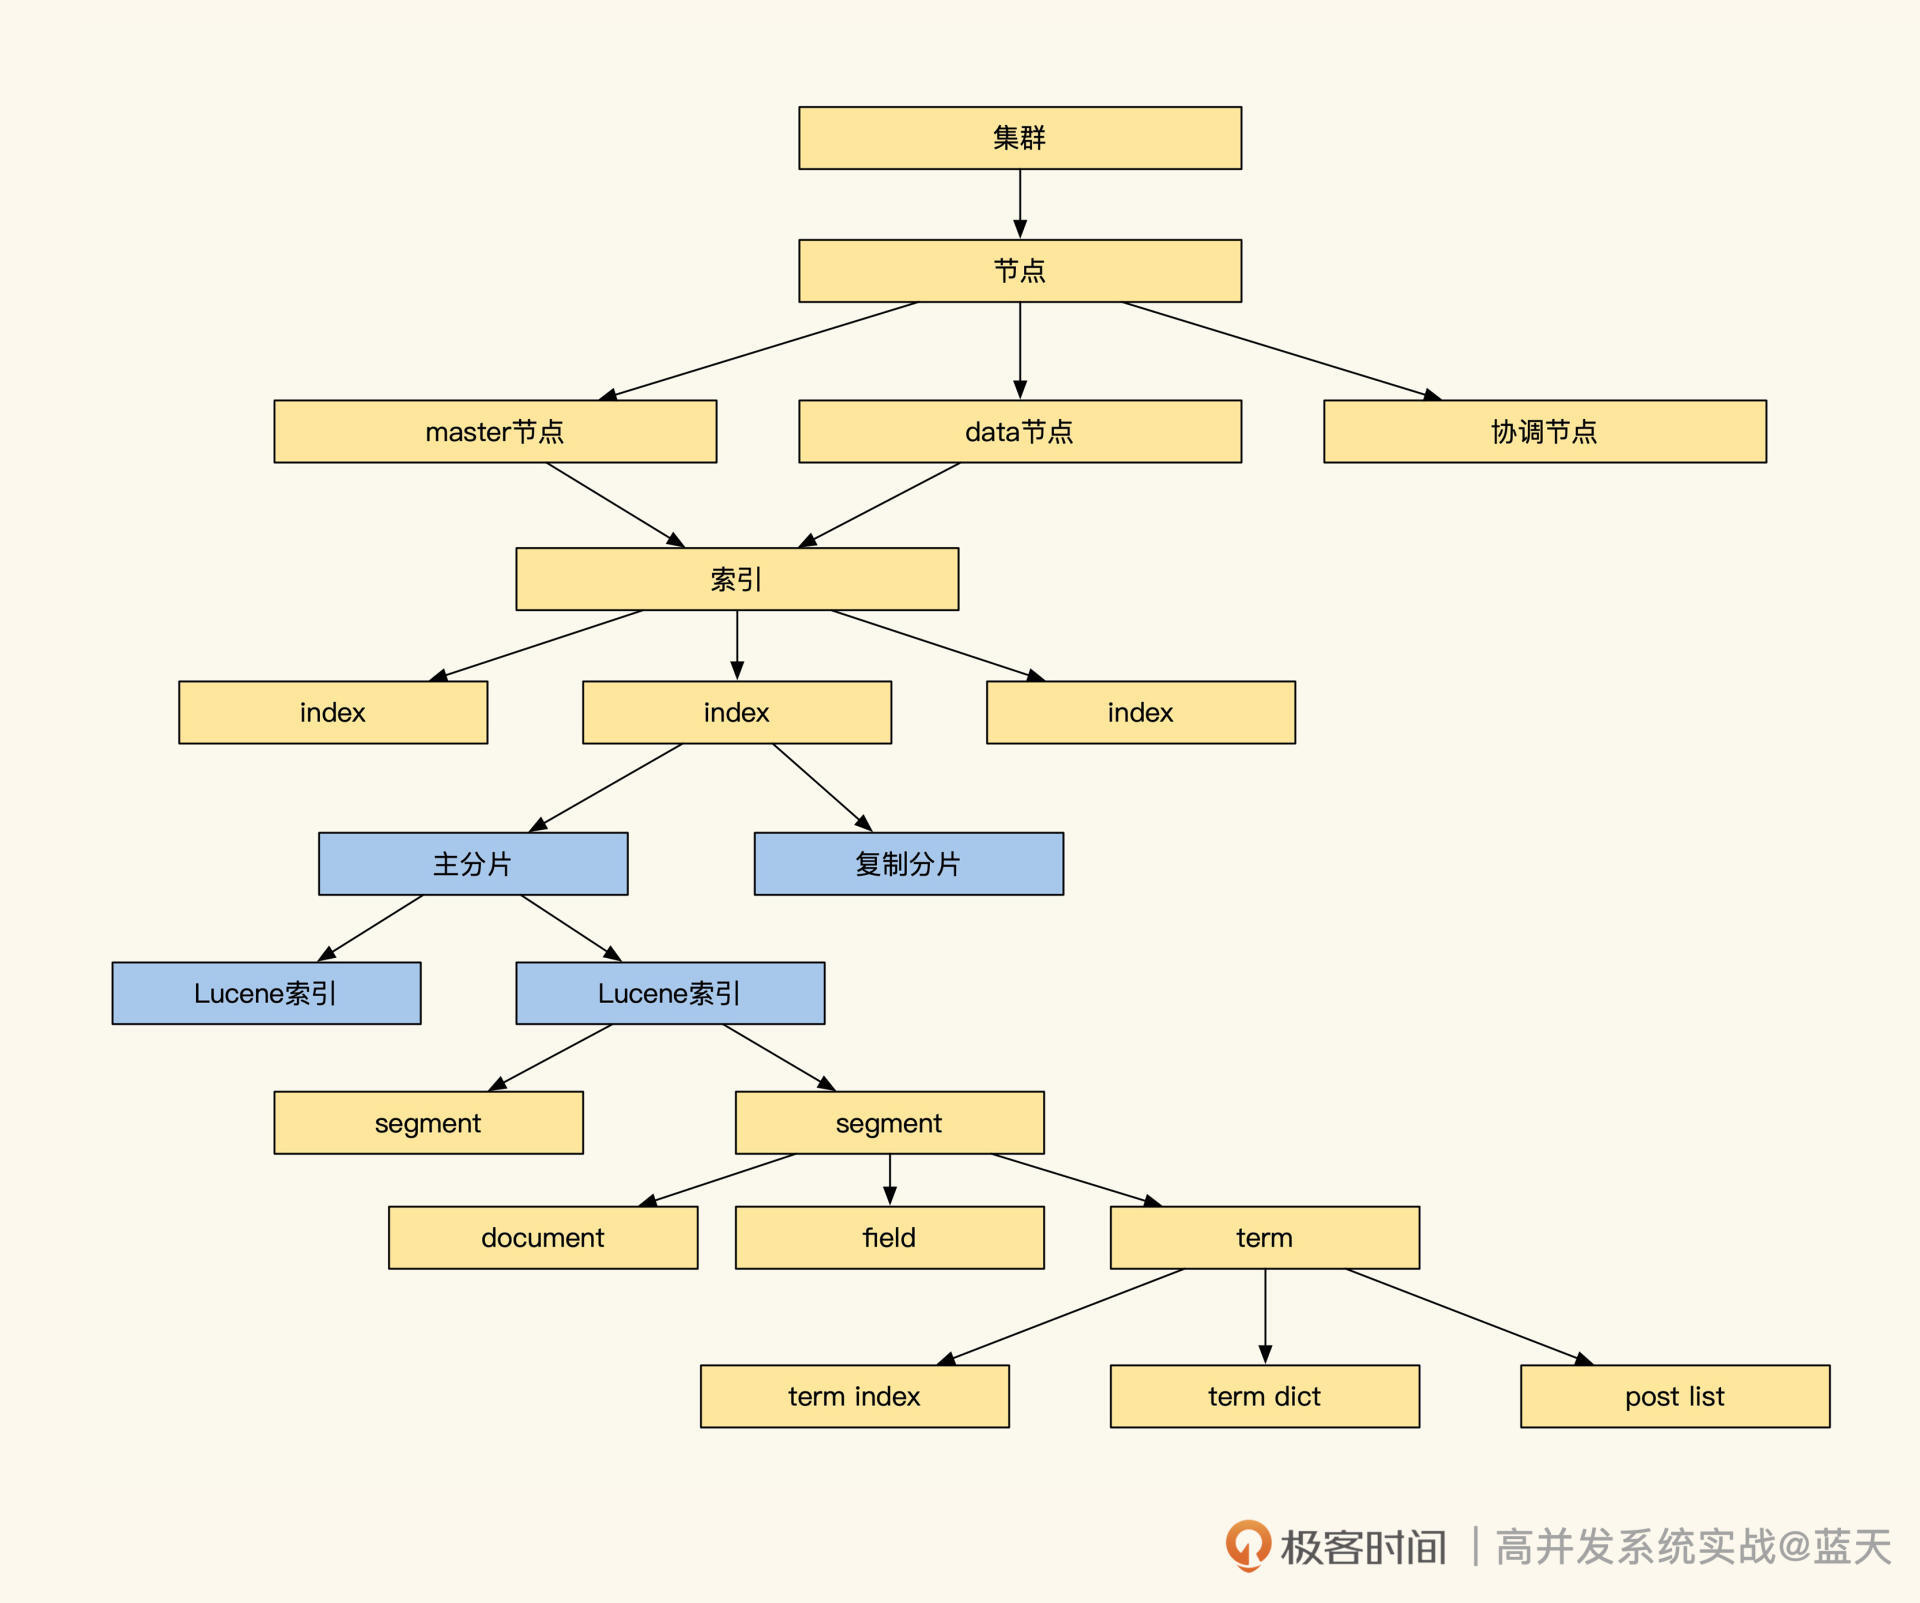 集群
节点
master节点
data节点
协调节点
索引
index
index
index
主分片
复制分片
Lucene索引
Lucene索引
segment
segment
document
field
term
term index
term dict
post list
极客时间 | 高并发系统实战@蓝天